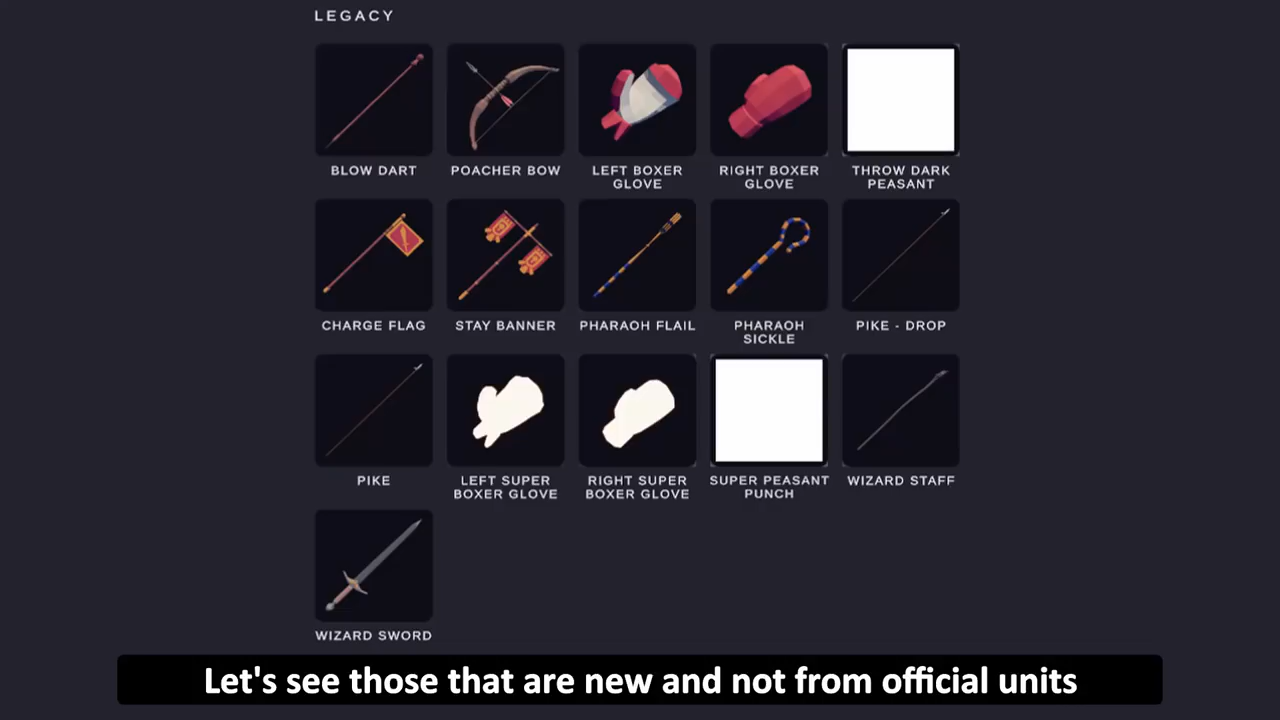 LEGACY
BLOW DART
POACHER BOW
LEFT BOXER
GLOVE
RIGHT BOXER
GLOVE
THROW DARK
PEASANT
CHARGE FLAG
STAY BANNER
PHARAOH FLAIL
PHARAOH
SICKLE
PIKE - DROP
PIKE
LEFT SUPER
BOXER GLOVE
RIGHT SUPER
BOXER GLOVE
SUPER PEASANT
PUNCH
WIZARD STAFF
WIZARD SWORD
Let's see those that are new and not from official units